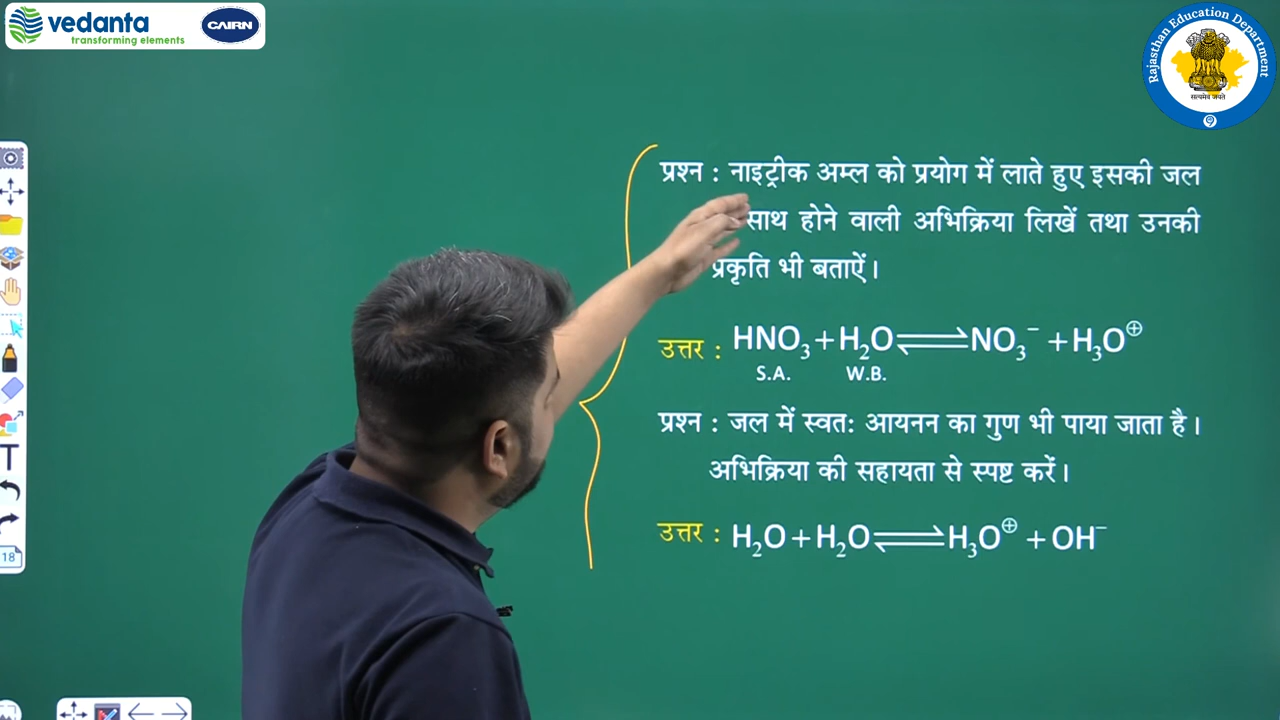 vedanta
transforming elements
CAIRN
Rajasthan Education Department
सत्यमेव जयते
प्रश्न : नाइट्रीक अम्ल को प्रयोग में लाते हुए इसकी जल
साथ होने वाली अभिक्रिया लिखें तथा उनकी
प्रकृति भी बताऐं।
उत्तर : HNO₃ + H₂O ⇌ NO₃⁻ + H₃O⊕
S.A. W.B.
प्रश्न : जल में स्वत: आयनन का गुण भी पाया जाता है।
अभिक्रिया की सहायता से स्पष्ट करें।
उत्तर : H₂O + H₂O ⇌ H₃O⊕ + OH⁻
T
18